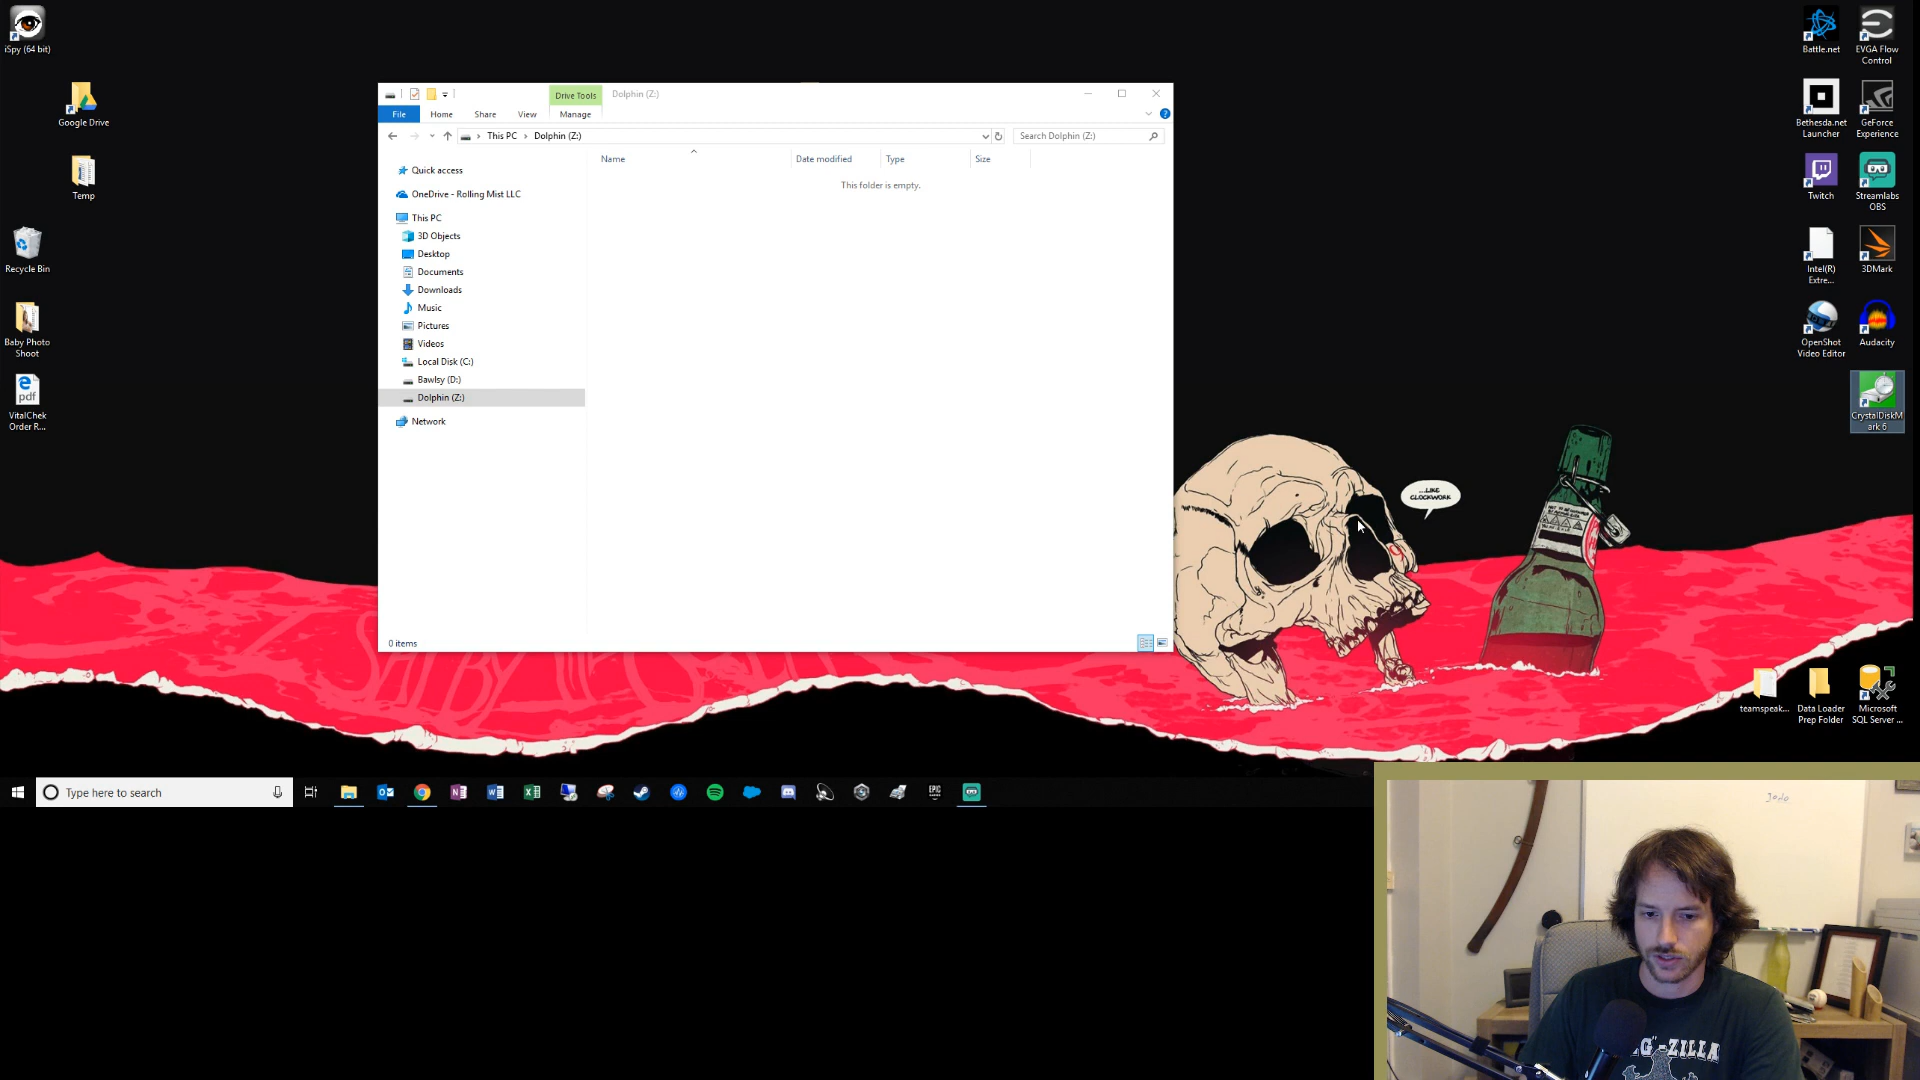 iSpy (64 bit)
Google Drive
Temp
Recycle Bin
Baby Photo
Shoot
pdf
VitalChek
Order R...
Drive Tools
Dolphin (Z:)
File
Home
Share
View
Manage
This PC
Dolphin (Z:)
Search Dolphin (Z:)
Name
Date modified
Type
Size
This folder is empty.
Quick access
OneDrive - Rolling Mist LLC
This PC
3D Objects
Desktop
Documents
Downloads
Music
Pictures
Videos
Local Disk (C:)
Bawlsy (D:)
Dolphin (Z:)
Network
0 items
Battle.net
EVGA Flow
Control
Bethesda.net
Launcher
GeForce
Experience
Twitch
Streamlabs
OBS
Intel(R)
Extre...
3DMark
OpenShot
Video Editor
Audacity
CrystalDiskM
ark 6
...LIKE
CLOCKWORK
teamspeak...
Data Loader
Prep Folder
Microsoft
SQL Server ...
Type here to search
EPIC
-ZILLA